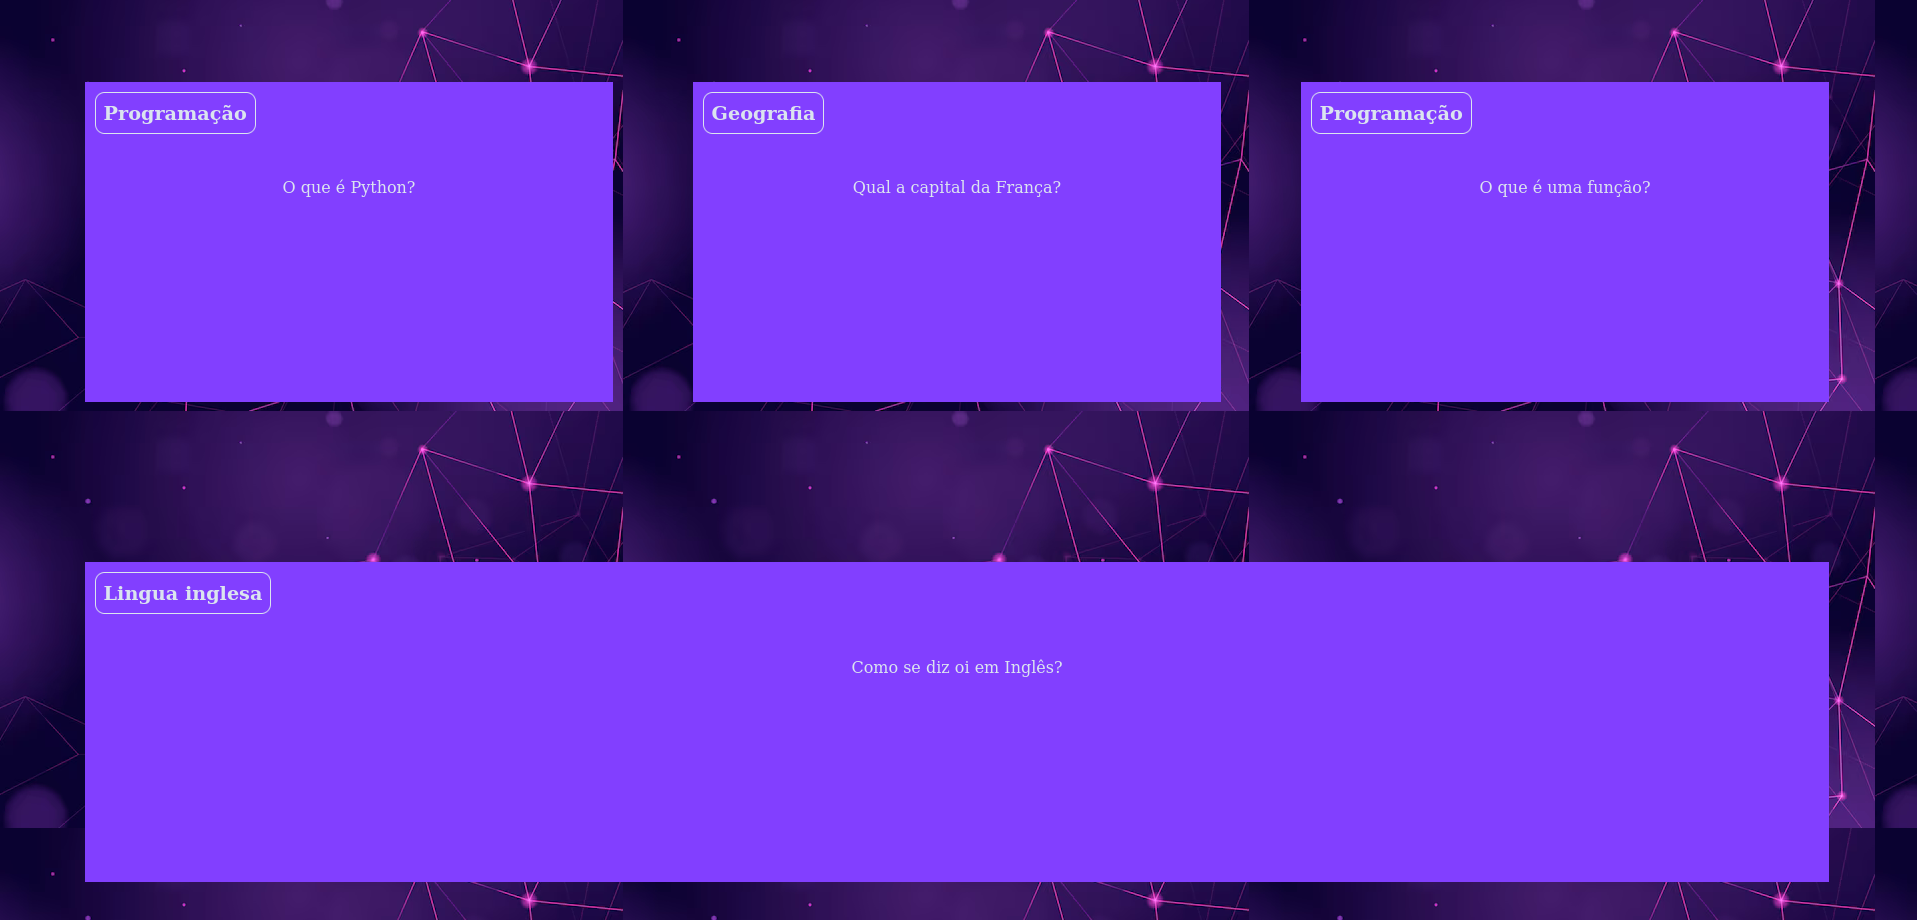 Programação
O que é Python?
Geografia
Qual a capital da França?
Programação
O que é uma função?
Lingua inglesa
Como se diz oi em Inglês?